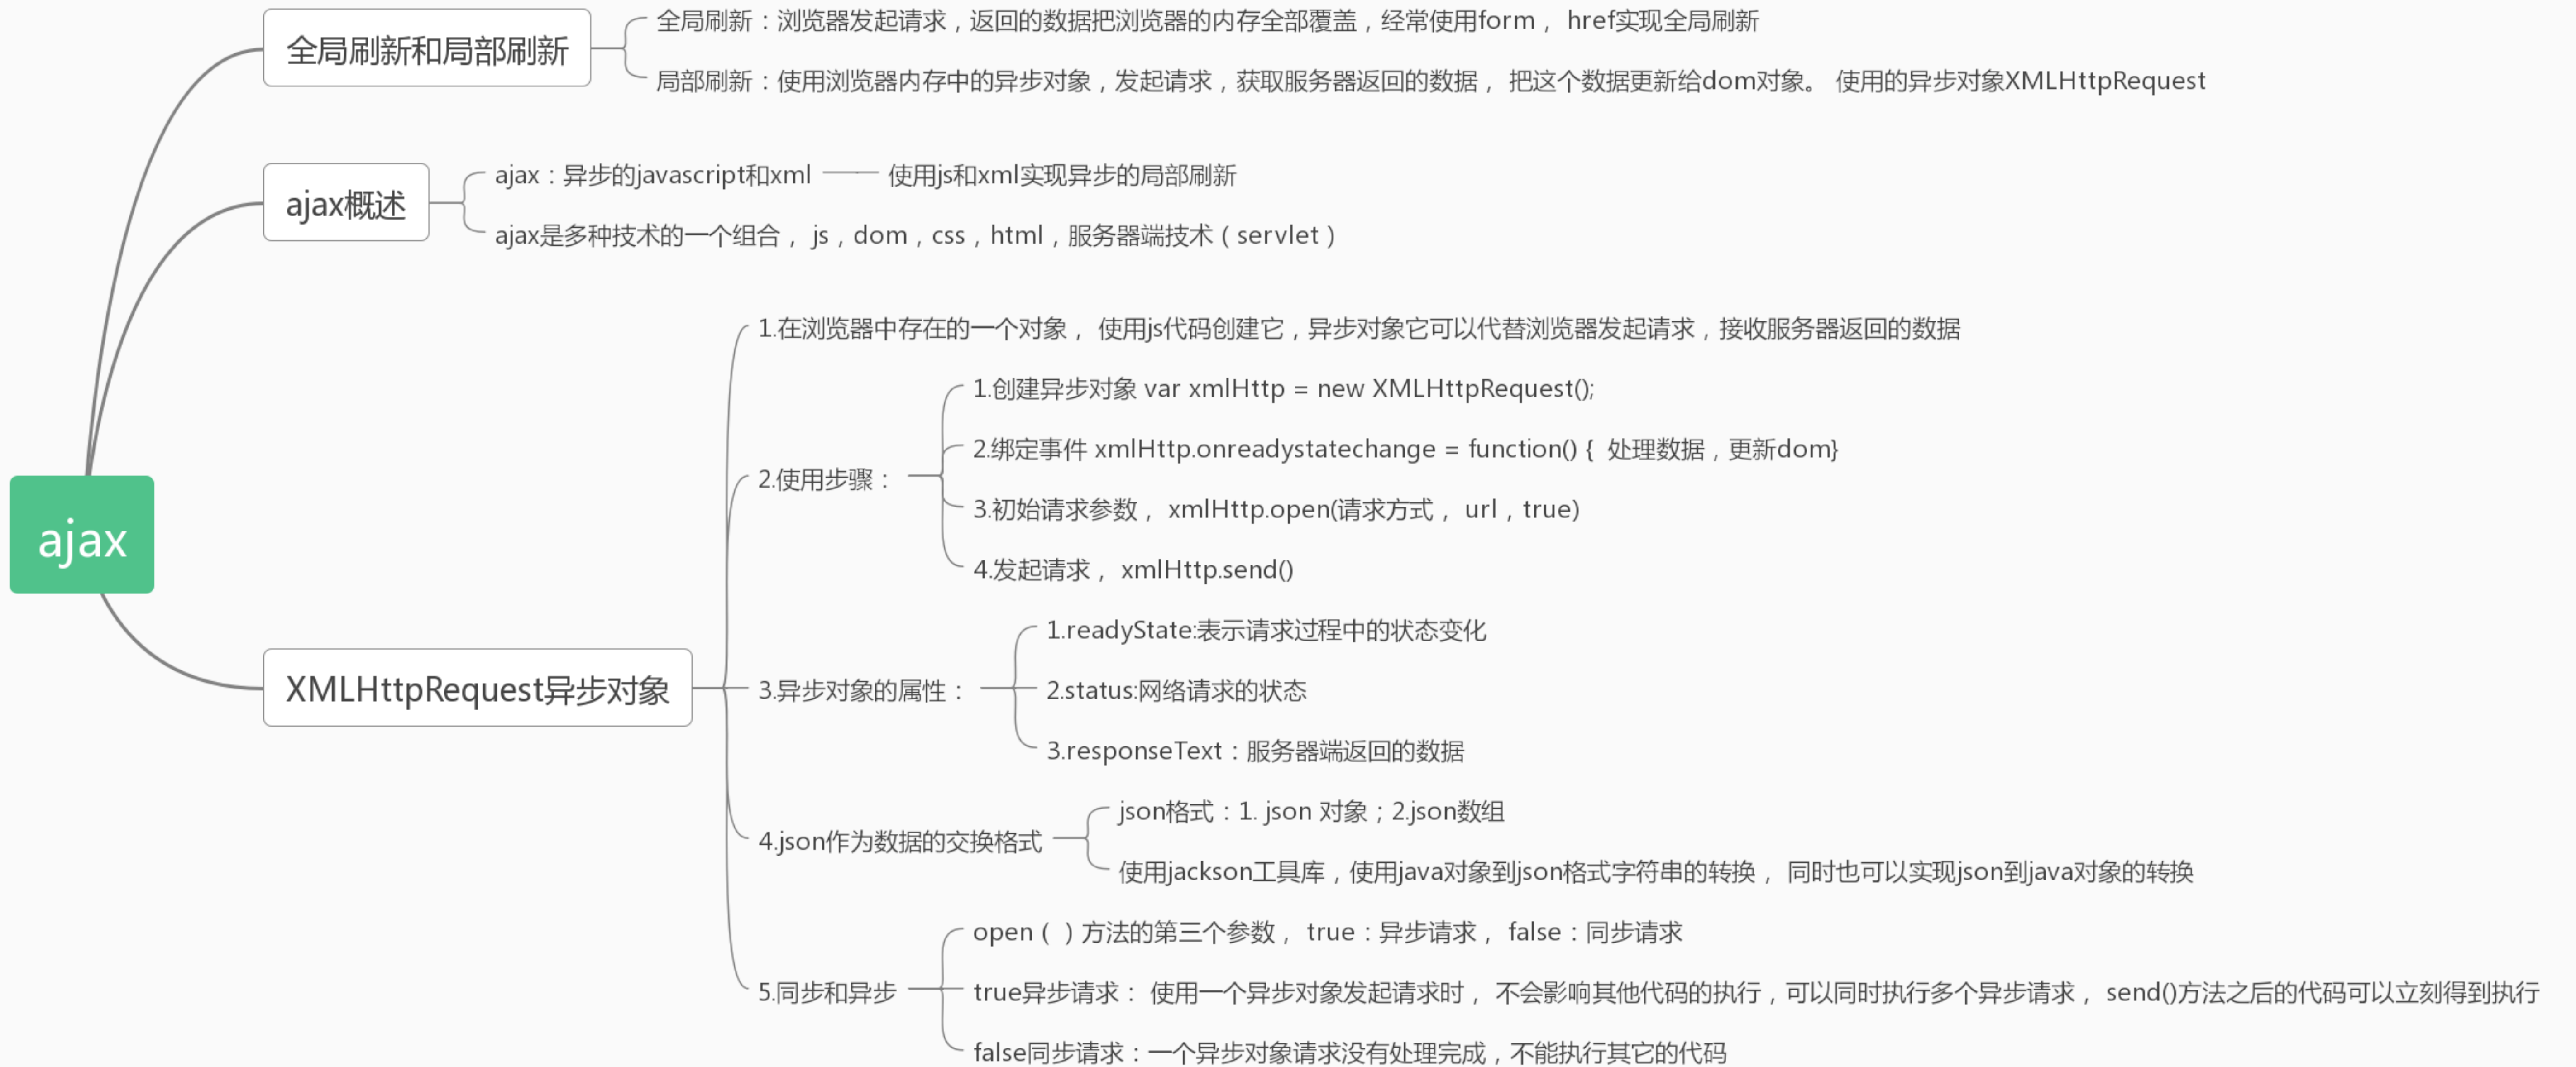 全局刷新和局部刷新
全局刷新：浏览器发起请求，返回的数据把浏览器的内存全部覆盖，经常使用form， href实现全局刷新
局部刷新：使用浏览器内存中的异步对象，发起请求，获取服务器返回的数据， 把这个数据更新给dom对象。 使用的异步对象XMLHttpRequest
ajax概述
ajax：异步的javascript和xml
使用js和xml实现异步的局部刷新
ajax是多种技术的一个组合， js，dom，css，html，服务器端技术（servlet）
ajax
XMLHttpRequest异步对象
1.在浏览器中存在的一个对象， 使用js代码创建它，异步对象它可以代替浏览器发起请求，接收服务器返回的数据
2.使用步骤：
1.创建异步对象 var xmlHttp = new XMLHttpRequest();
2.绑定事件 xmlHttp.onreadystatechange = function() { 处理数据，更新dom}
3.初始请求参数， xmlHttp.open(请求方式， url，true)
4.发起请求， xmlHttp.send()
3.异步对象的属性：
1.readyState:表示请求过程中的状态变化
2.status:网络请求的状态
3.responseText：服务器端返回的数据
4.json作为数据的交换格式
json格式：1. json 对象；2.json数组
使用jackson工具库，使用java对象到json格式字符串的转换， 同时也可以实现json到java对象的转换
5.同步和异步
open（ ）方法的第三个参数， true：异步请求， false：同步请求
true异步请求： 使用一个异步对象发起请求时， 不会影响其他代码的执行，可以同时执行多个异步请求， send()方法之后的代码可以立刻得到执行
false同步请求：一个异步对象请求没有处理完成，不能执行其它的代码